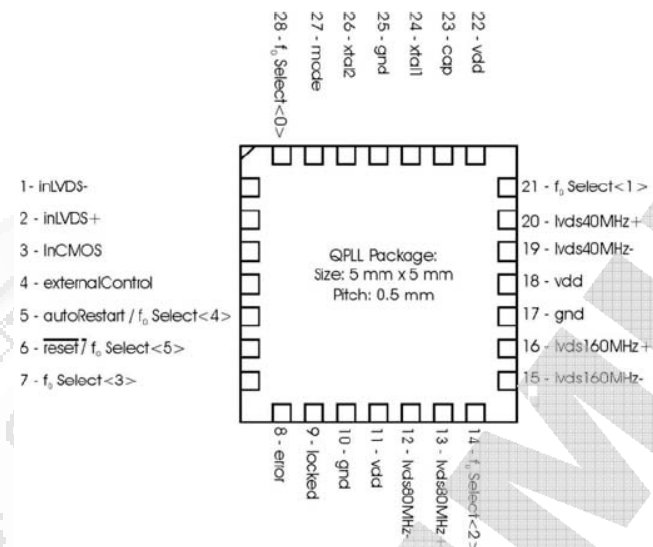 28 - f₀ Select<0>
27 - mode
26 - xtal2
25 - gnd
24 - xtal1
23 - cap
22 - vdd
1- inLVDS-
2 - inLVDS+
3 - InCMOS
4 - externalControl
5 - autoRestart / f₀ Select<4>
6 - reset / f₀ Select<5>
7 - f₀ Select<3>
QPLL Package:
Size: 5 mm x 5 mm
Pitch: 0.5 mm
21 - f₀ Select<1>
20 - lvds40MHz+
19 - lvds40MHz-
18 - vdd
17 - gnd
16 - lvds160MHz+
15 - lvds160MHz-
8 - error
9 - locked
10 - gnd
11 - vdd
12 - lvds80MHz-
13 - lvds80MHz+
14 - f₀ Select<2>